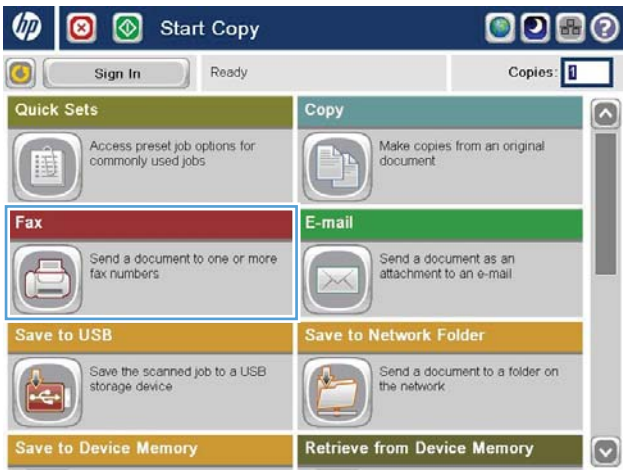 hp
Start Copy
?
Sign In
Ready
Copies: 1
Quick Sets
Access preset job options for
commonly used jobs
Copy
Make copies from an original
document
Fax
Send a document to one or more
fax numbers
E-mail
Send a document as an
attachment to an e-mail
Save to USB
Save the scanned job to a USB
storage device
Save to Network Folder
Send a document to a folder on
the network
Save to Device Memory
Retrieve from Device Memory